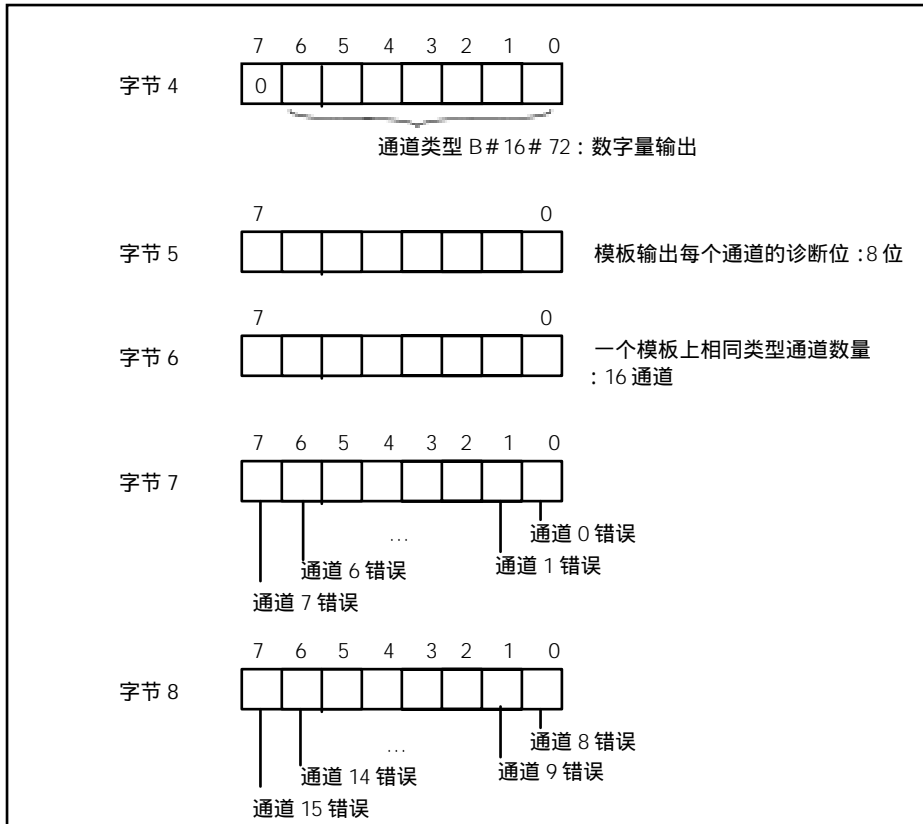 7 6 5 4 3 2 1 0
字节 4 0
通道类型 B#16#72：数字量输出
7 0
字节 5 模板输出每个通道的诊断位：8 位
7 0
字节 6 一个模板上相同类型通道数量
：16 通道
7 6 5 4 3 2 1 0
字节 7
通道 0 错误
…
通道 6 错误 通道 1 错误
通道 7 错误
7 6 5 4 3 2 1 0
字节 8
通道 8 错误
…
通道 14 错误 通道 9 错误
通道 15 错误